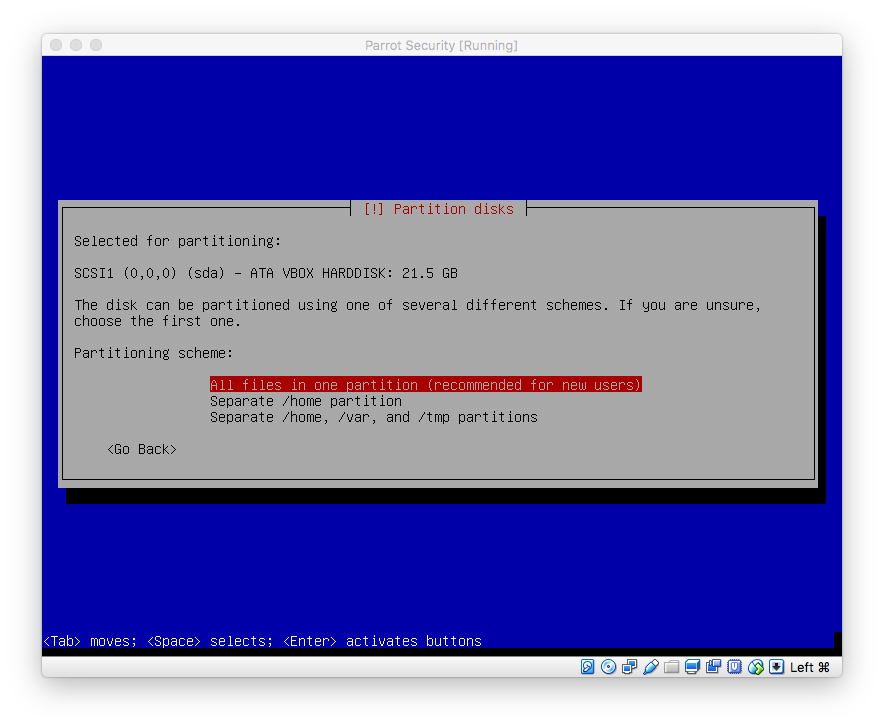 Parrot Security [Running]
[!] Partition disks
Selected for partitioning:
SCSI1 (0,0,0) (sda) - ATA VBOX HARDDISK: 21.5 GB
The disk can be partitioned using one of several different schemes. If you are unsure,
choose the first one.
Partitioning scheme:
All files in one partition (recommended for new users)
Separate /home partition
Separate /home, /var, and /tmp partitions
<Go Back>
<Tab> moves; <Space> selects; <Enter> activates buttons
Left ⌘